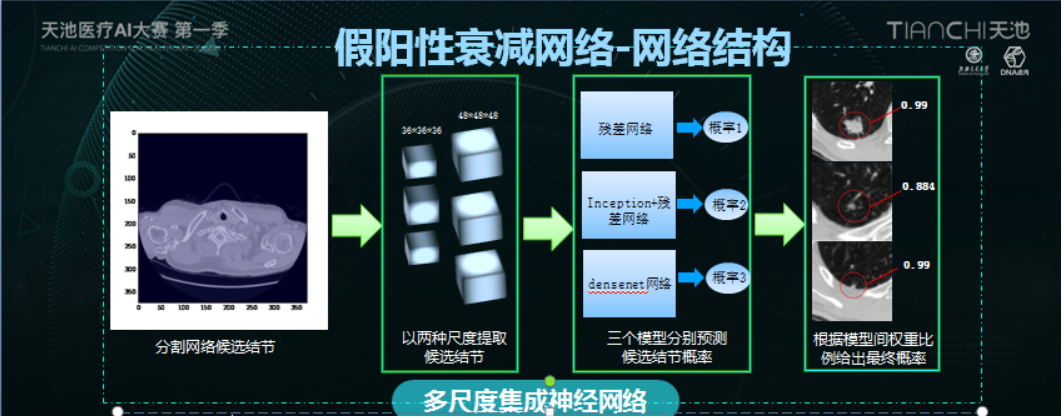 天池医疗AI大赛 第一季
TIANCHI天池
假阳性衰减网络-网络结构
DNA启云
0
50
100
150
200
250
300
350
0 50 100 150 200 250 300 350
分割网络候选结节
36*36*36
48*48*48
以两种尺度提取
候选结节
残差网络
概率1
Inception+残
差网络
概率2
densenet网络
概率3
三个模型分别预测
候选结节概率
0.99
0.884
0.99
根据模型间权重比
例给出最终概率
多尺度集成神经网络